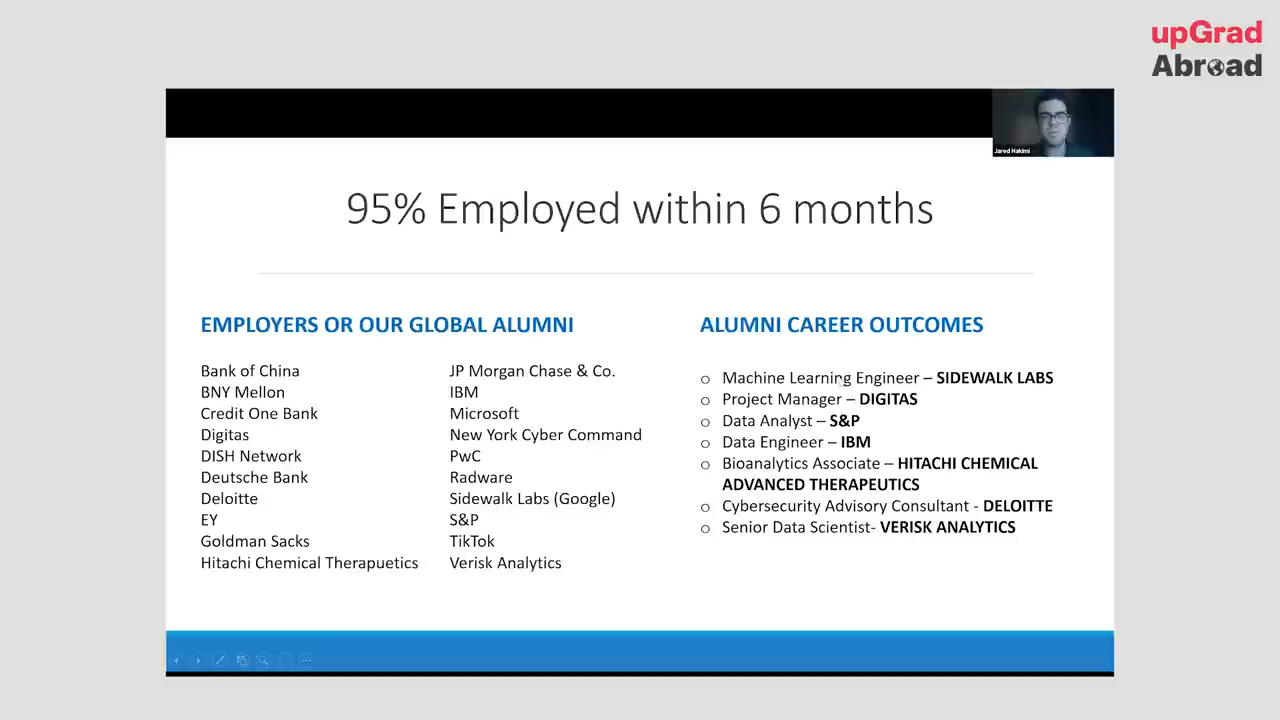 upGrad
Abroad
Jared Hakimi
95% Employed within 6 months
EMPLOYERS OR OUR GLOBAL ALUMNI
Bank of China
BNY Mellon
Credit One Bank
Digitas
DISH Network
Deutsche Bank
Deloitte
EY
Goldman Sacks
Hitachi Chemical Therapuetics
JP Morgan Chase & Co.
IBM
Microsoft
New York Cyber Command
PwC
Radware
Sidewalk Labs (Google)
S&P
TikTok
Verisk Analytics
ALUMNI CAREER OUTCOMES
o Machine Learning Engineer – SIDEWALK LABS
o Project Manager – DIGITAS
o Data Analyst – S&P
o Data Engineer – IBM
o Bioanalytics Associate – HITACHI CHEMICAL
ADVANCED THERAPEUTICS
o Cybersecurity Advisory Consultant - DELOITTE
o Senior Data Scientist- VERISK ANALYTICS